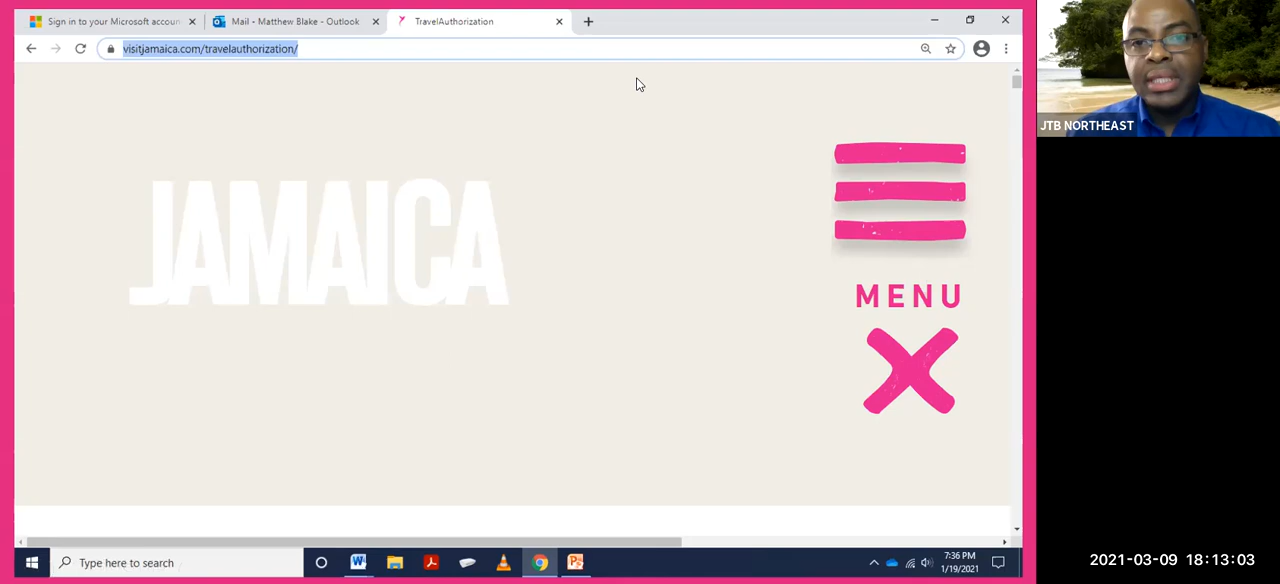 Sign in to your Microsoft accoun
Mail - Matthew Blake - Outlook
TravelAuthorization
visitjamaica.com/travelauthorization/
JTB NORTHEAST
JAMAICA
MENU
Type here to search
7:36 PM
1/19/2021
2021-03-09 18:13:03